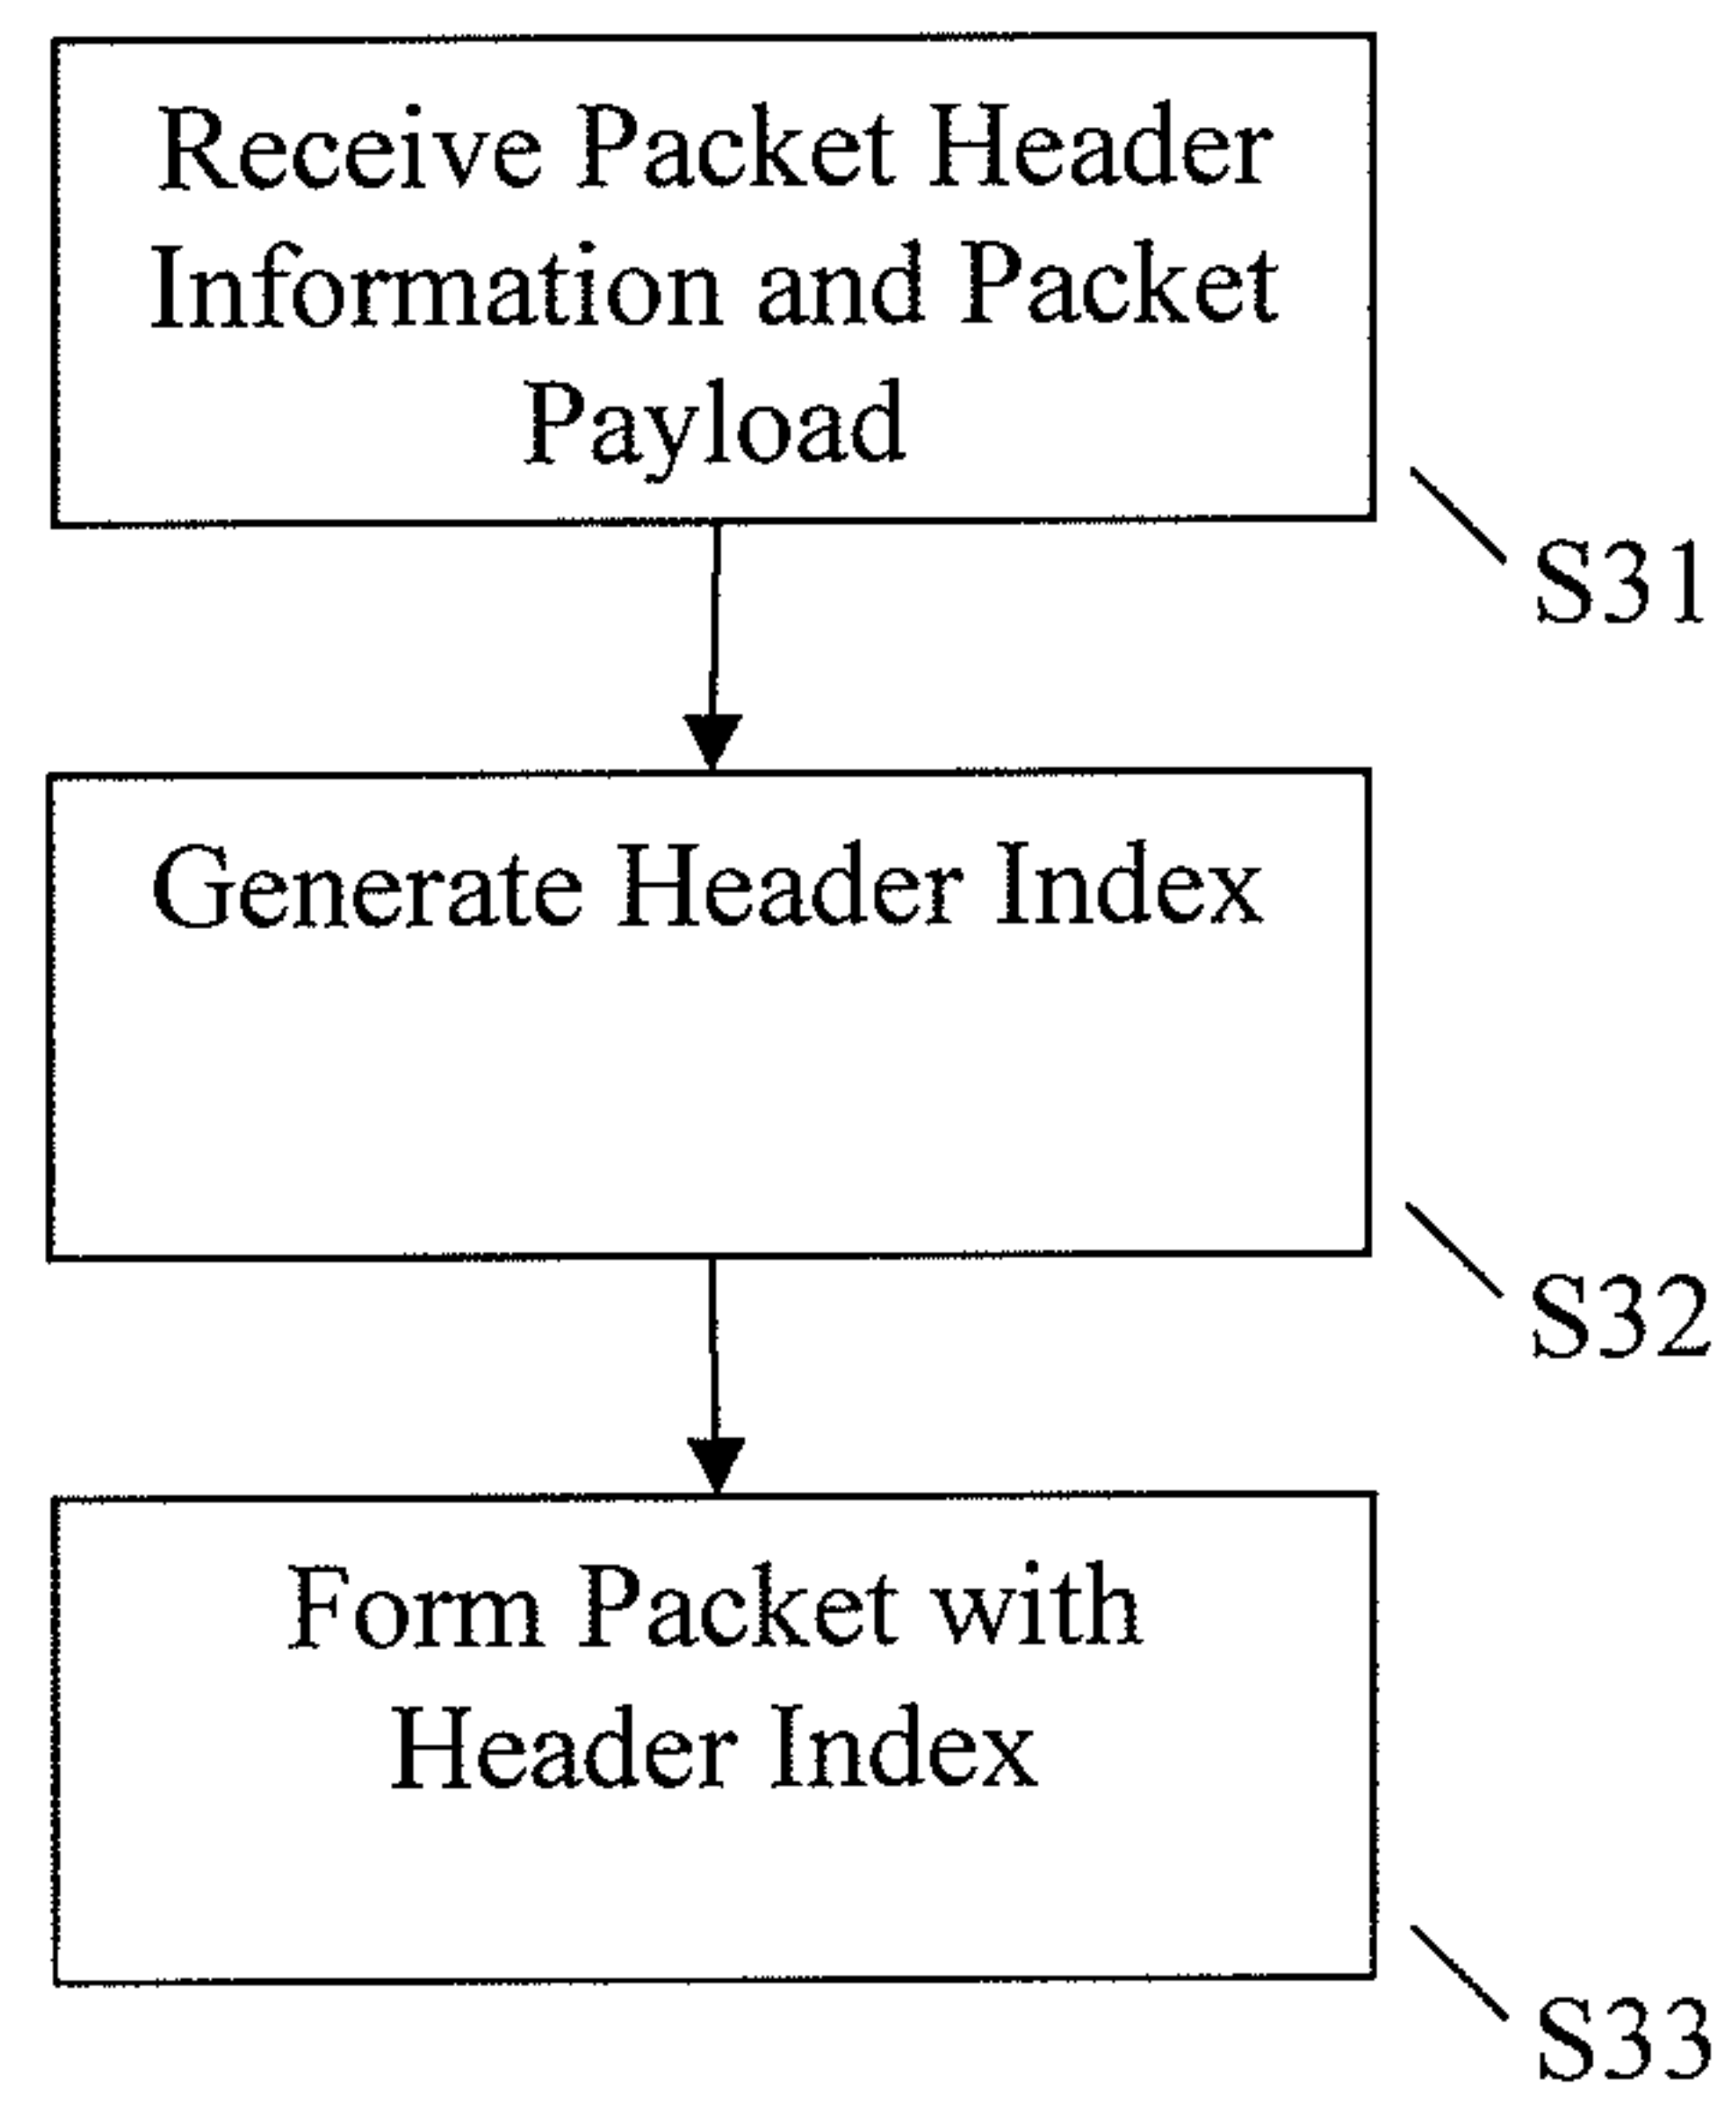 Receive Packet Header
Information and Packet
Payload
S31
Generate Header Index
S32
Form Packet with
Header Index
S33